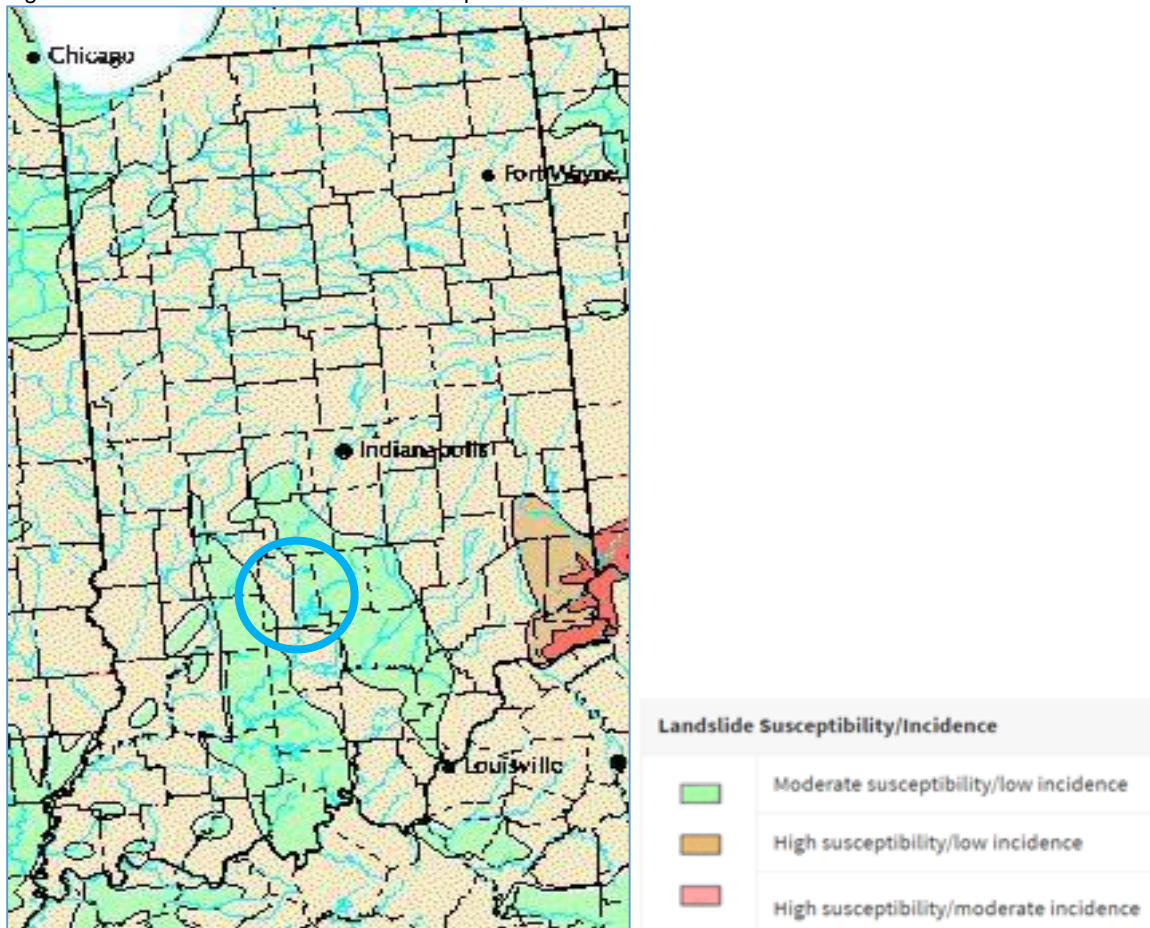 Chicago
Fort Wayne
Indianapolis
Louisville
Landslide Susceptibility/Incidence
Moderate susceptibility/low incidence
High susceptibility/low incidence
High susceptibility/moderate incidence